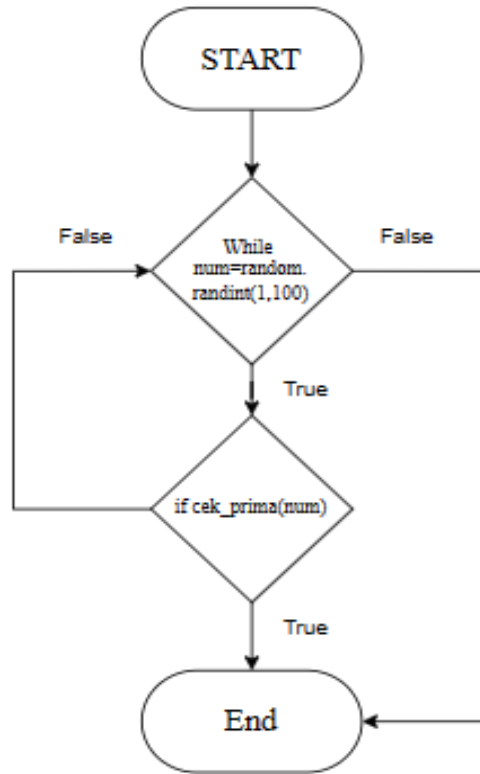 START
False
False
While
num=random.
randint(1,100)
True
if cek_prima(num)
True
End